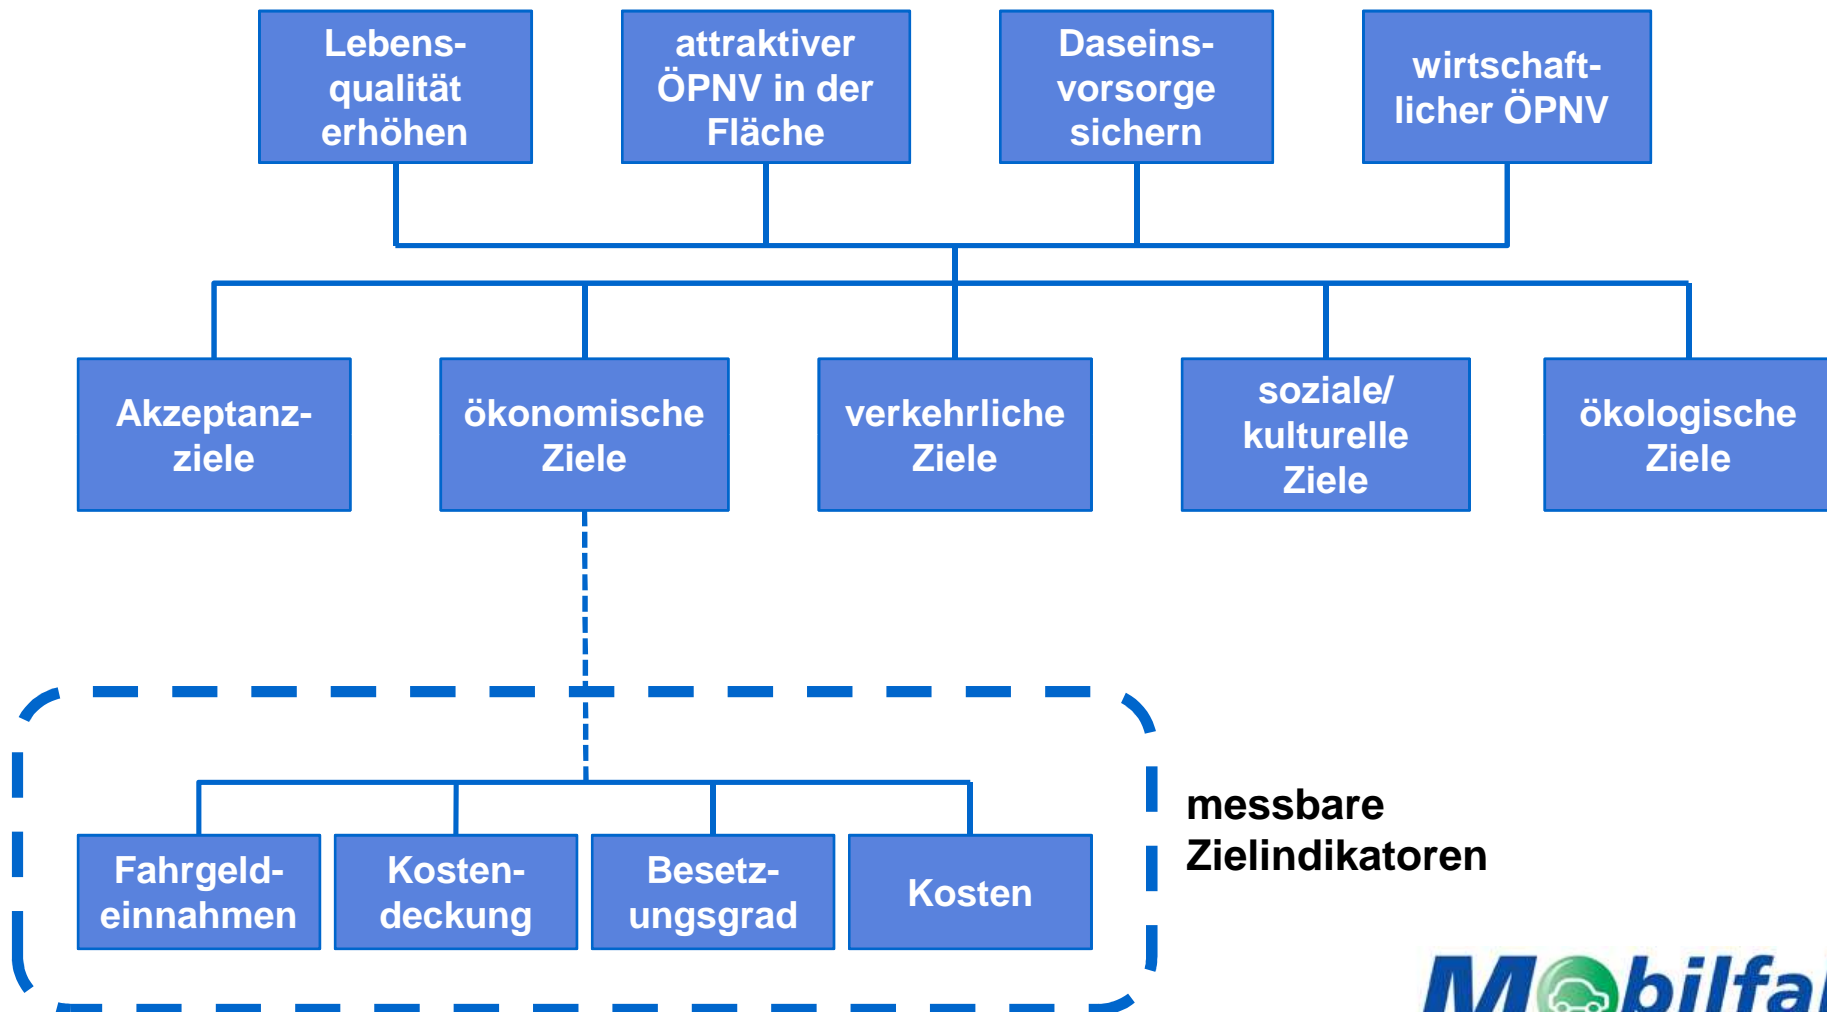 Lebens-
qualität
erhöhen
attraktiver
ÖPNV in der
Fläche
Daseins-
vorsorge
sichern
wirtschaft-
licher ÖPNV
Akzeptanz-
ziele
ökonomische
Ziele
verkehrliche
Ziele
soziale/
kulturelle
Ziele
ökologische
Ziele
Fahrgeld-
einnahmen
Kosten-
deckung
Besetz-
ungsgrad
Kosten
messbare
Zielindikatoren